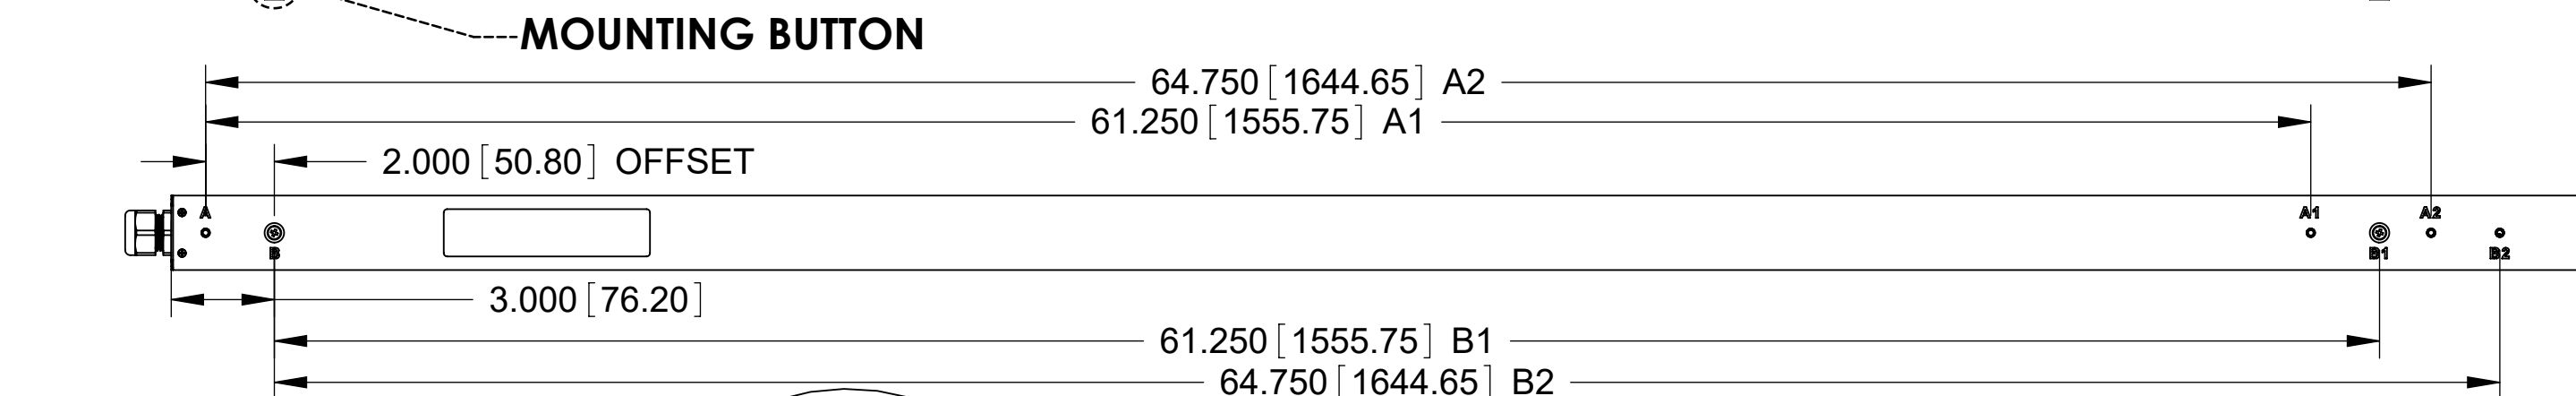 MOUNTING BUTTON
64.750 [1644.65] A2
61.250 [1555.75] A1
2.000 [50.80] OFFSET
A
A1
A2
B
B1
B2
3.000 [76.20]
61.250 [1555.75] B1
64.750 [1644.65] B2